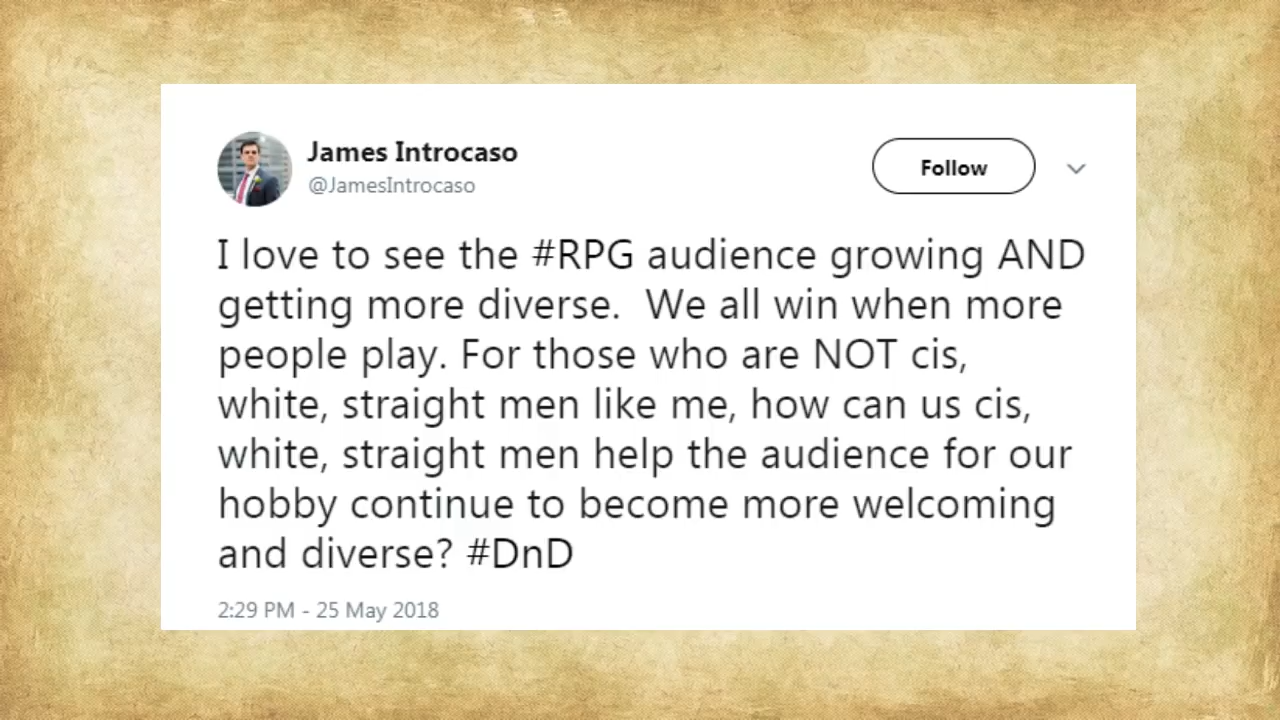 James Introcaso
@JamesIntrocaso
Follow
I love to see the #RPG audience growing AND
getting more diverse.  We all win when more
people play. For those who are NOT cis,
white, straight men like me, how can us cis,
white, straight men help the audience for our
hobby continue to become more welcoming
and diverse? #DnD
2:29 PM - 25 May 2018